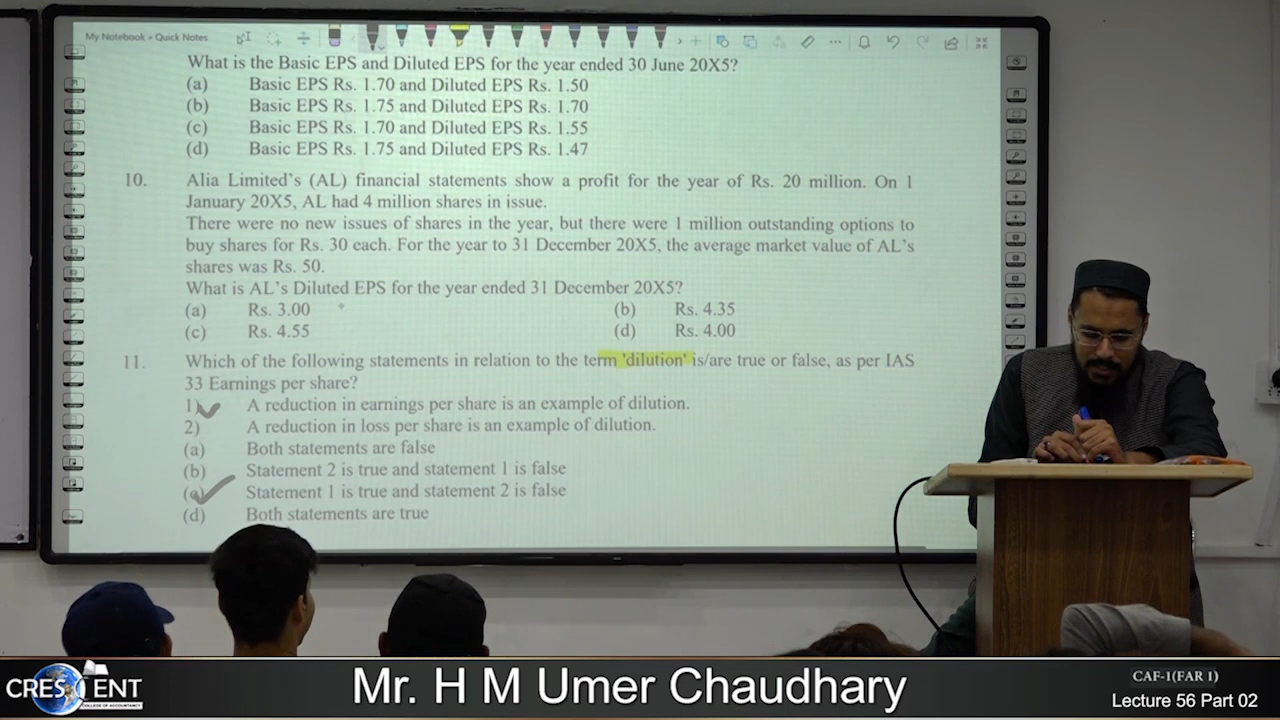 My Notebook > Quick Notes
What is the Basic EPS and Diluted EPS for the year ended 30 June 20X5?
(a) Basic EPS Rs. 1.70 and Diluted EPS Rs. 1.50
(b) Basic EPS Rs. 1.75 and Diluted EPS Rs. 1.70
(c) Basic EPS Rs. 1.70 and Diluted EPS Rs. 1.55
(d) Basic EPS Rs. 1.75 and Diluted EPS Rs. 1.47
10. Alia Limited's (AL) financial statements show a profit for the year of Rs. 20 million. On 1
January 20X5, AL had 4 million shares in issue.
There were no new issues of shares in the year, but there were 1 million outstanding options to
buy shares for Rs. 30 each. For the year to 31 December 20X5, the average market value of AL's
shares was Rs. 50.
What is AL's Diluted EPS for the year ended 31 December 20X5?
(a) Rs. 3.00 (b) Rs. 4.35
(c) Rs. 4.55 (d) Rs. 4.00
11. Which of the following statements in relation to the term 'dilution' is/are true or false, as per IAS
33 Earnings per share?
1) A reduction in earnings per share is an example of dilution.
2) A reduction in loss per share is an example of dilution.
(a) Both statements are false
(b) Statement 2 is true and statement 1 is false
(c) Statement 1 is true and statement 2 is false
(d) Both statements are true
CRESCENT
COLLEGE OF ACCOUNTANCY
Mr. H M Umer Chaudhary
CAF-1(FAR 1)
Lecture 56 Part 02